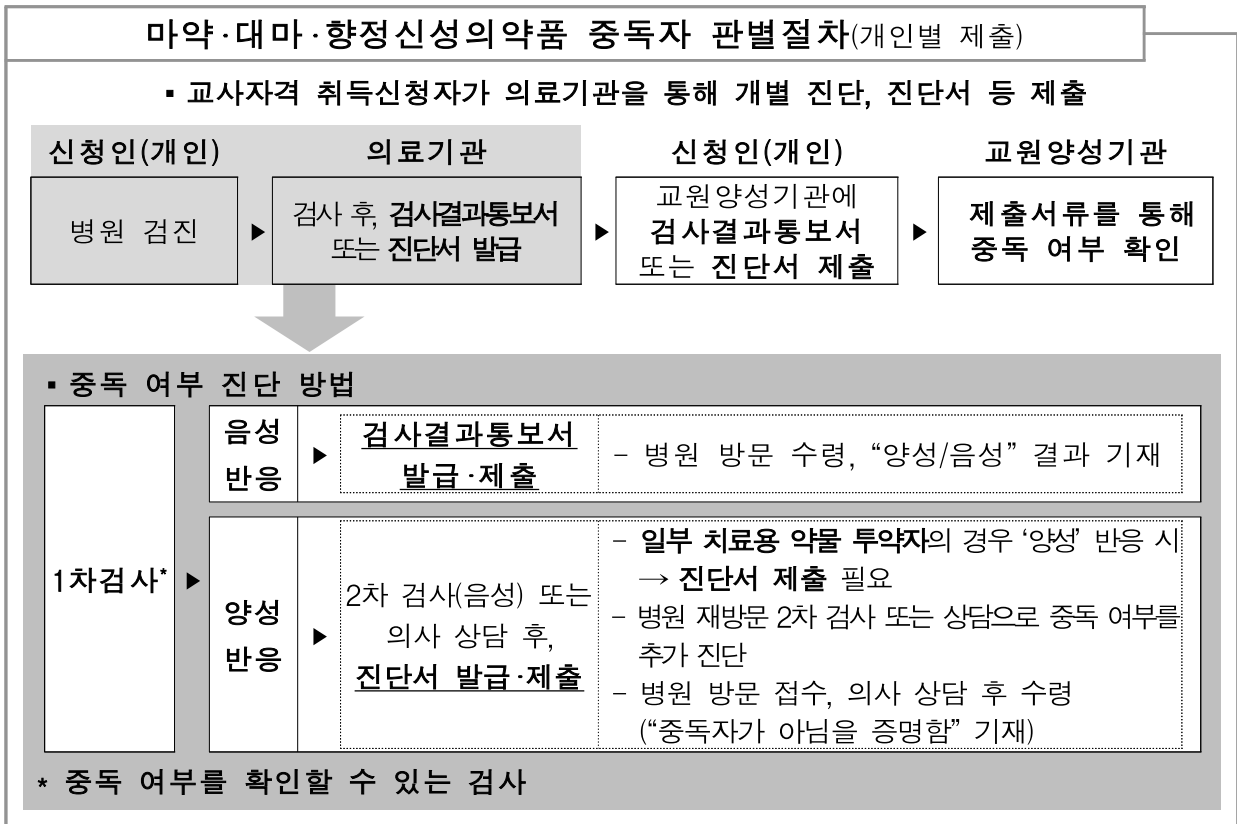 마약·대마·향정신성의약품 중독자 판별절차(개인별 제출)
▪ 교사자격 취득신청자가 의료기관을 통해 개별 진단, 진단서 등 제출
신청인(개인)
병원 검진
▶
의료기관
검사 후, 검사결과통보서
또는 진단서 발급
▶
신청인(개인)
교원양성기관에
검사결과통보서
또는 진단서 제출
▶
교원양성기관
제출서류를 통해
중독 여부 확인
▪ 중독 여부 진단 방법
1차검사*
▶
음성
반응
▶
검사결과통보서
발급·제출
– 병원 방문 수령, “양성/음성” 결과 기재
양성
반응
▶
2차 검사(음성) 또는
의사 상담 후,
진단서 발급·제출
– 일부 치료용 약물 투약자의 경우 ‘양성’ 반응 시
→ 진단서 제출 필요
– 병원 재방문 2차 검사 또는 상담으로 중독 여부를
추가 진단
– 병원 방문 접수, 의사 상담 후 수령
(“중독자가 아님을 증명함” 기재)
* 중독 여부를 확인할 수 있는 검사